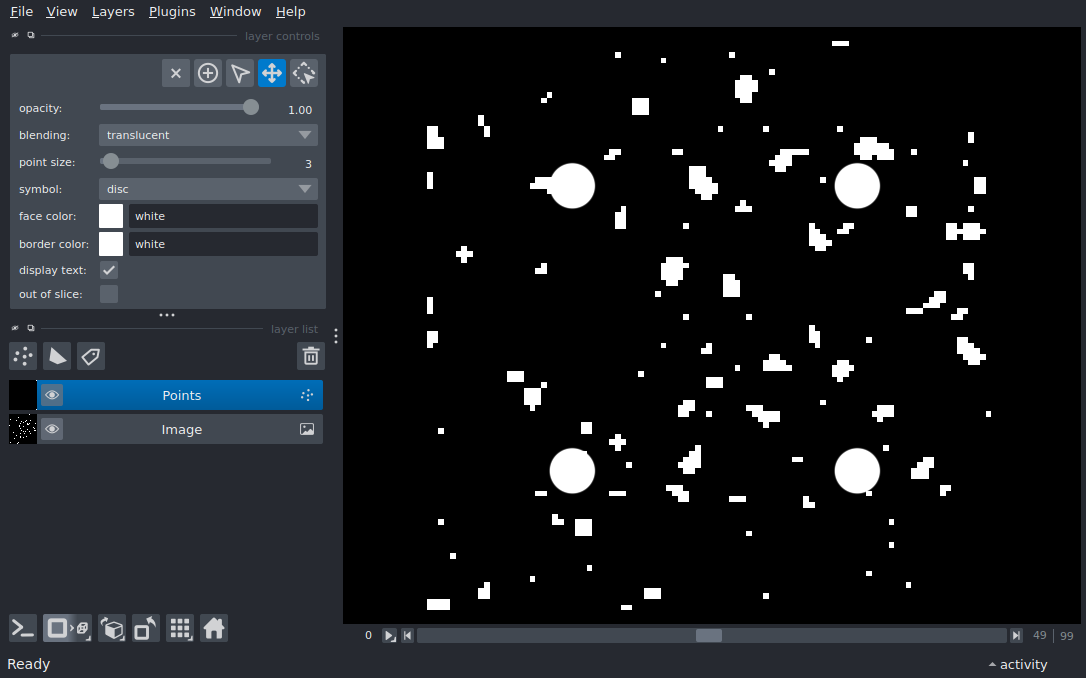 File View Layers Plugins Window Help
layer controls
opacity: 1.00
blending: translucent
point size: 3
symbol: disc
face color: white
border color: white
display text:
out of slice:
layer list
Points
Image
0 49 99
Ready
activity